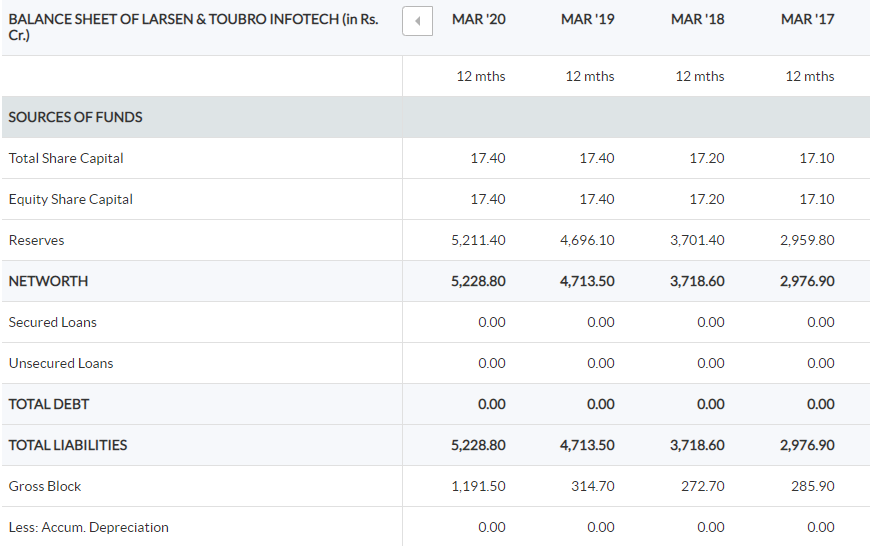 BALANCE SHEET OF LARSEN & TOUBRO INFOTECH (in Rs. Cr.) MAR '20 MAR '19 MAR '18 MAR '17
12 mths 12 mths 12 mths 12 mths
SOURCES OF FUNDS
Total Share Capital 17.40 17.40 17.20 17.10
Equity Share Capital 17.40 17.40 17.20 17.10
Reserves 5,211.40 4,696.10 3,701.40 2,959.80
NETWORTH 5,228.80 4,713.50 3,718.60 2,976.90
Secured Loans 0.00 0.00 0.00 0.00
Unsecured Loans 0.00 0.00 0.00 0.00
TOTAL DEBT 0.00 0.00 0.00 0.00
TOTAL LIABILITIES 5,228.80 4,713.50 3,718.60 2,976.90
Gross Block 1,191.50 314.70 272.70 285.90
Less: Accum. Depreciation 0.00 0.00 0.00 0.00